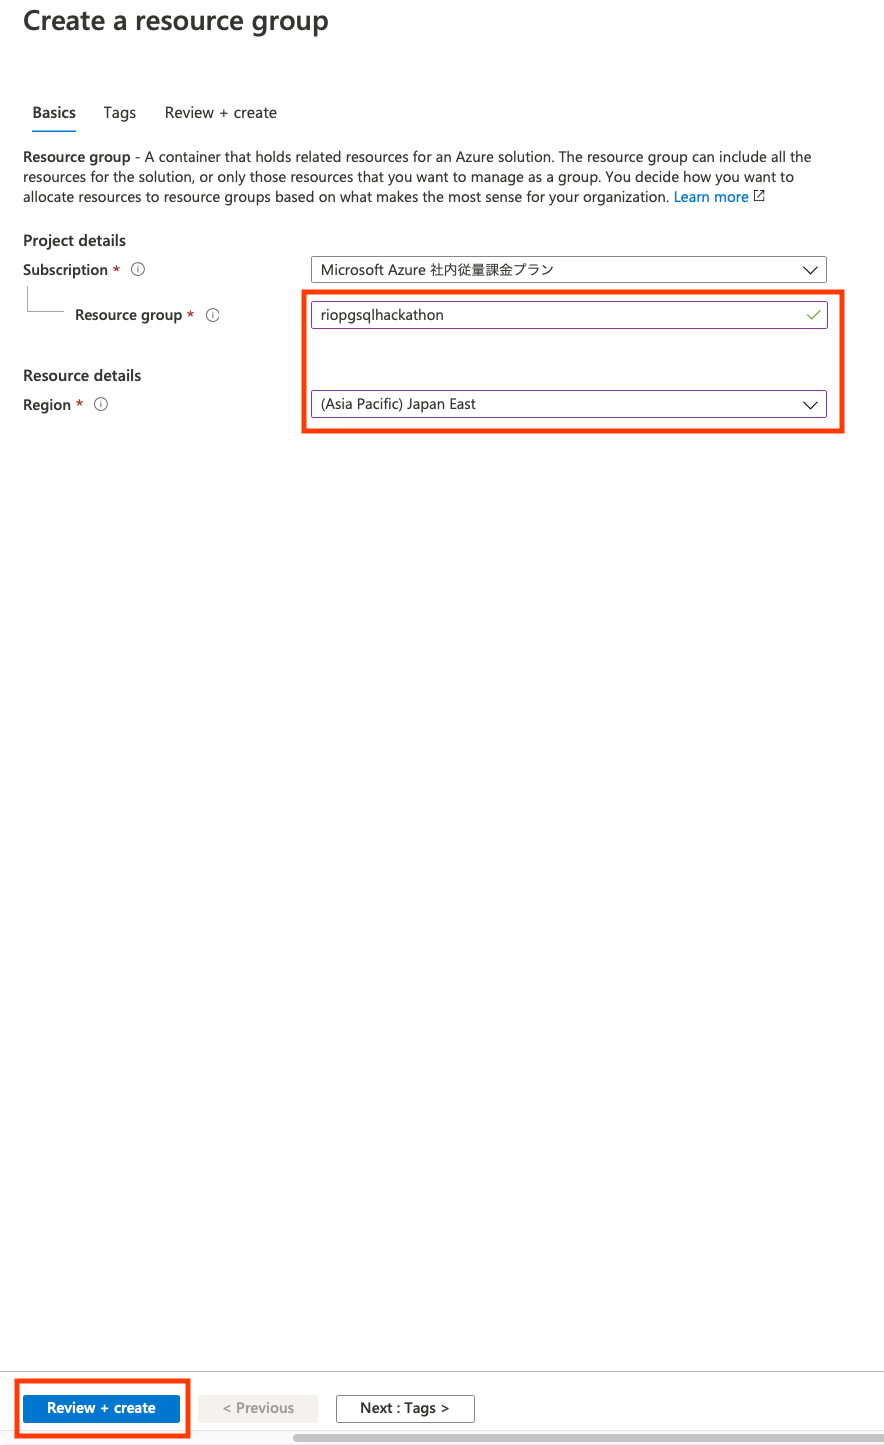 Create a resource group
Basics Tags Review + create
Resource group - A container that holds related resources for an Azure solution. The resource group can include all the
resources for the solution, or only those resources that you want to manage as a group. You decide how you want to
allocate resources to resource groups based on what makes the most sense for your organization. Learn more
Project details
Subscription * Microsoft Azure 社内従量課金プラン
Resource group * riopgsqlhackathon
Resource details
Region * (Asia Pacific) Japan East
Review + create < Previous Next : Tags >